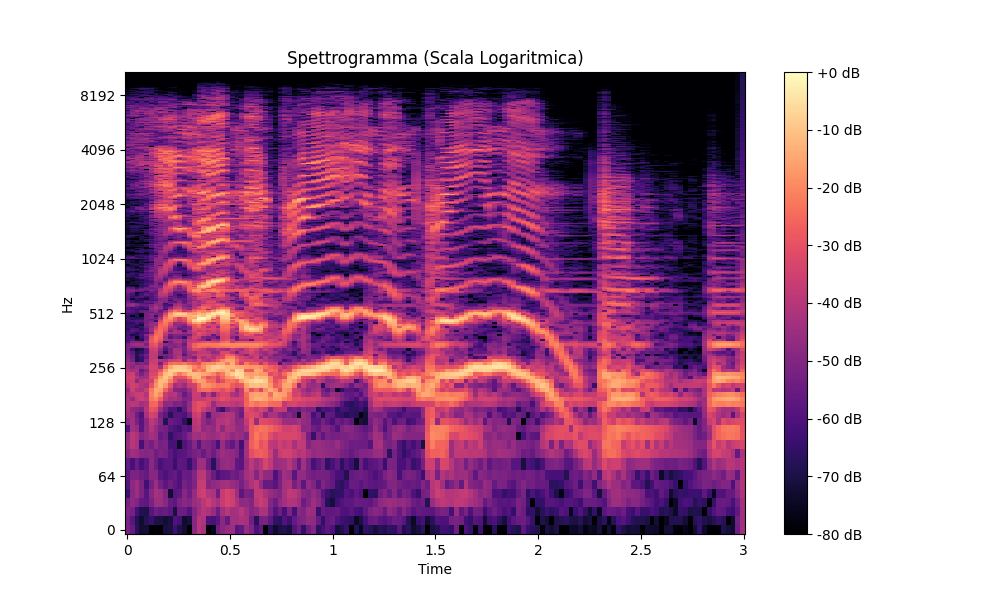 Spettrogramma (Scala Logaritmica)
Hz
8192
4096
2048
1024
512
256
128
64
0
0
0.5
1
1.5
2
2.5
3
Time
+0 dB
-10 dB
-20 dB
-30 dB
-40 dB
-50 dB
-60 dB
-70 dB
-80 dB